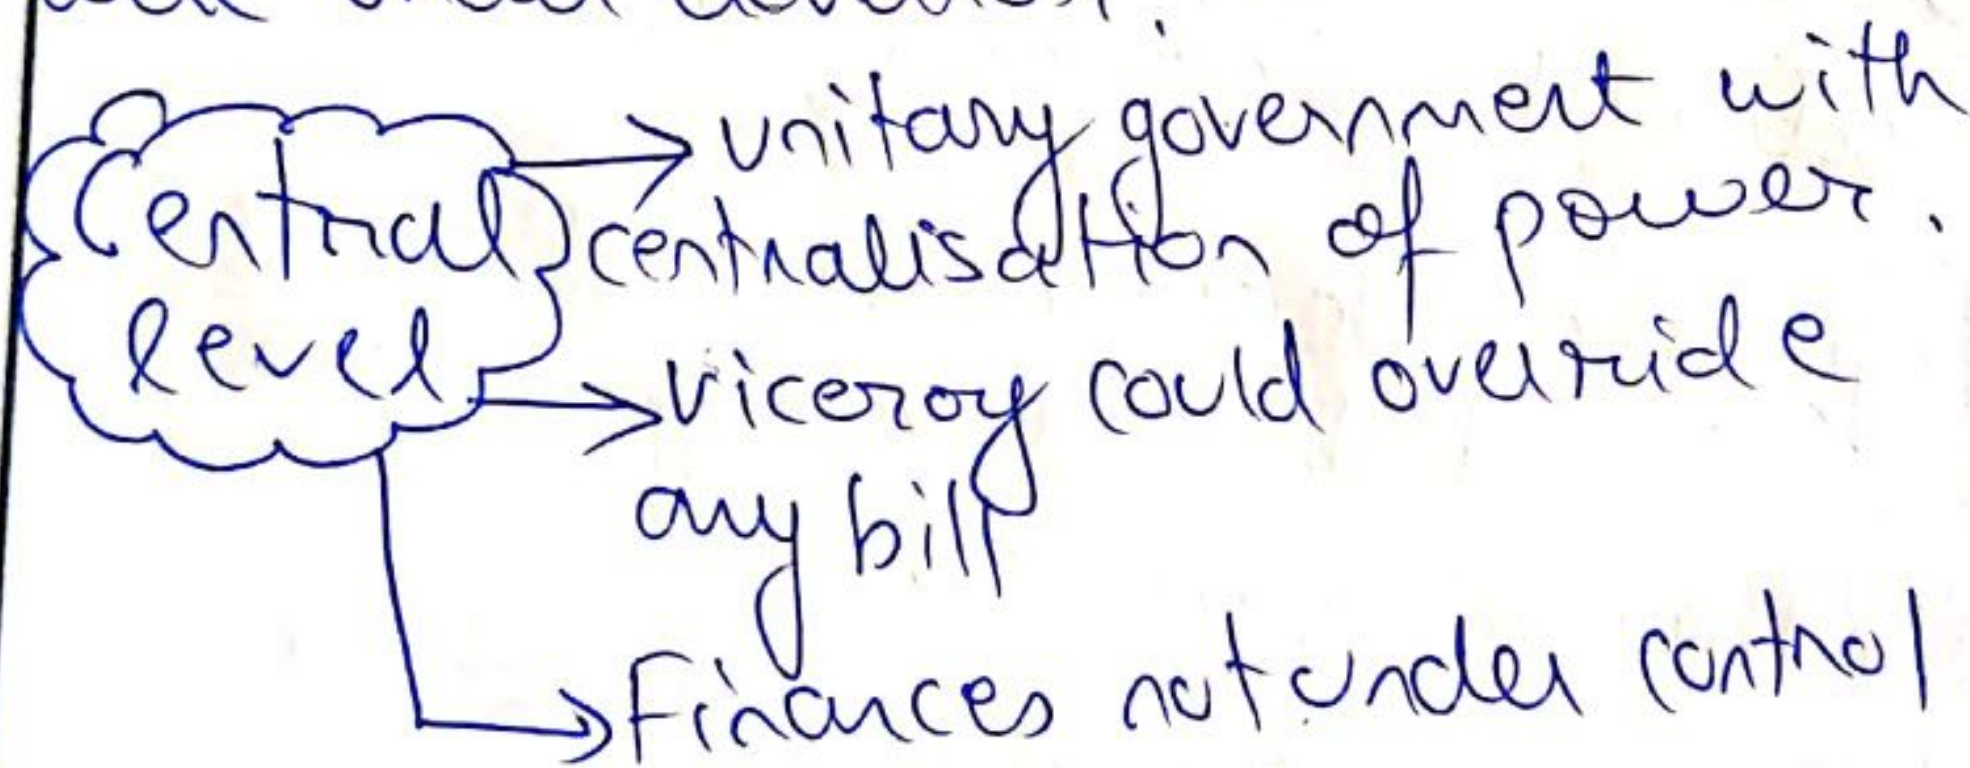 Central
level
unitary government with
centralisation of power.
viceroy could override
any bill
Finances not under control